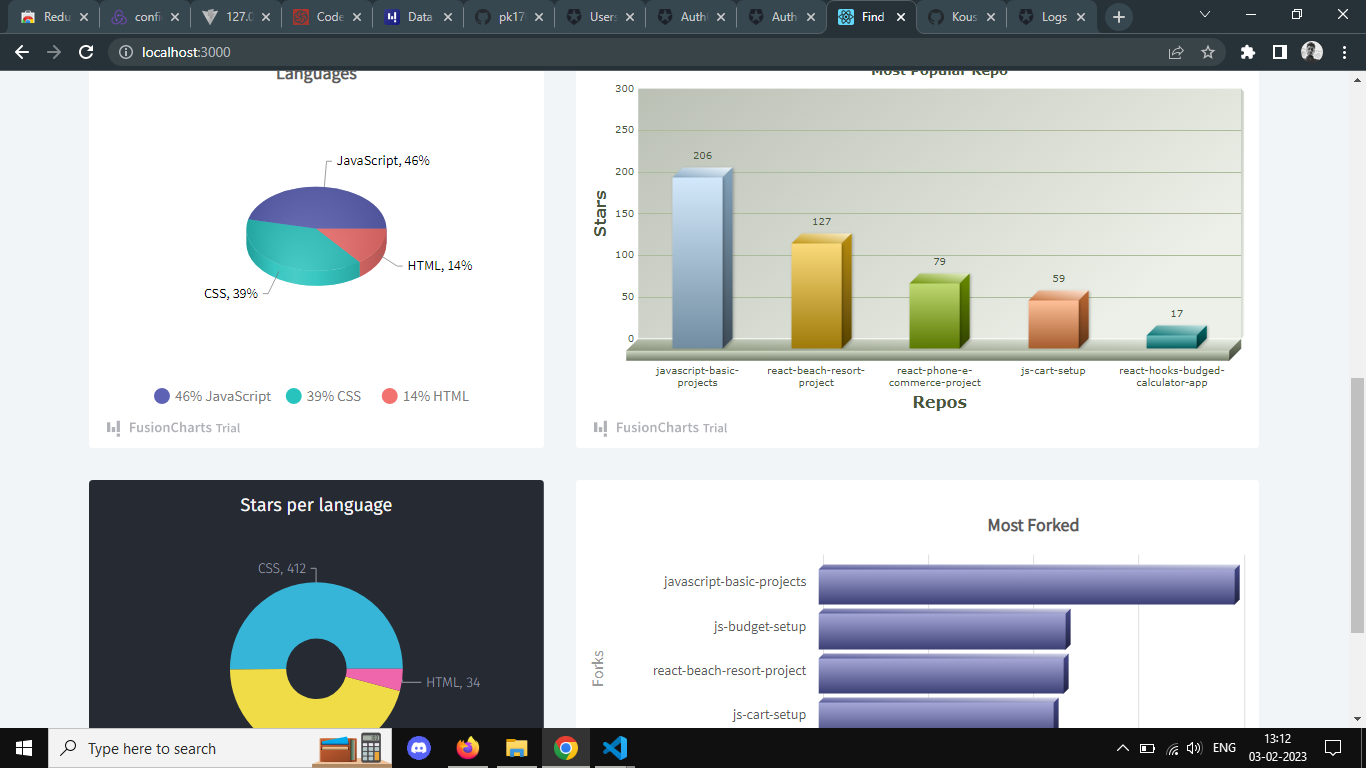 Redu
confi
127.0
Code
Data
pk170
Users
Auth
Auth
Find
Kous
Logs
localhost:3000
Languages
JavaScript, 46%
HTML, 14%
CSS, 39%
46% JavaScript
39% CSS
14% HTML
FusionCharts Trial
Most Popular Repo
Stars
300
250
200
150
100
50
0
206
127
79
59
17
javascript-basic-
projects
react-beach-resort-
project
react-phone-e-
commerce-project
js-cart-setup
react-hooks-budged-
calculator-app
Repos
FusionCharts Trial
Stars per language
CSS, 412
HTML, 34
Most Forked
Forks
javascript-basic-projects
js-budget-setup
react-beach-resort-project
js-cart-setup
Type here to search
ENG
13:12
03-02-2023